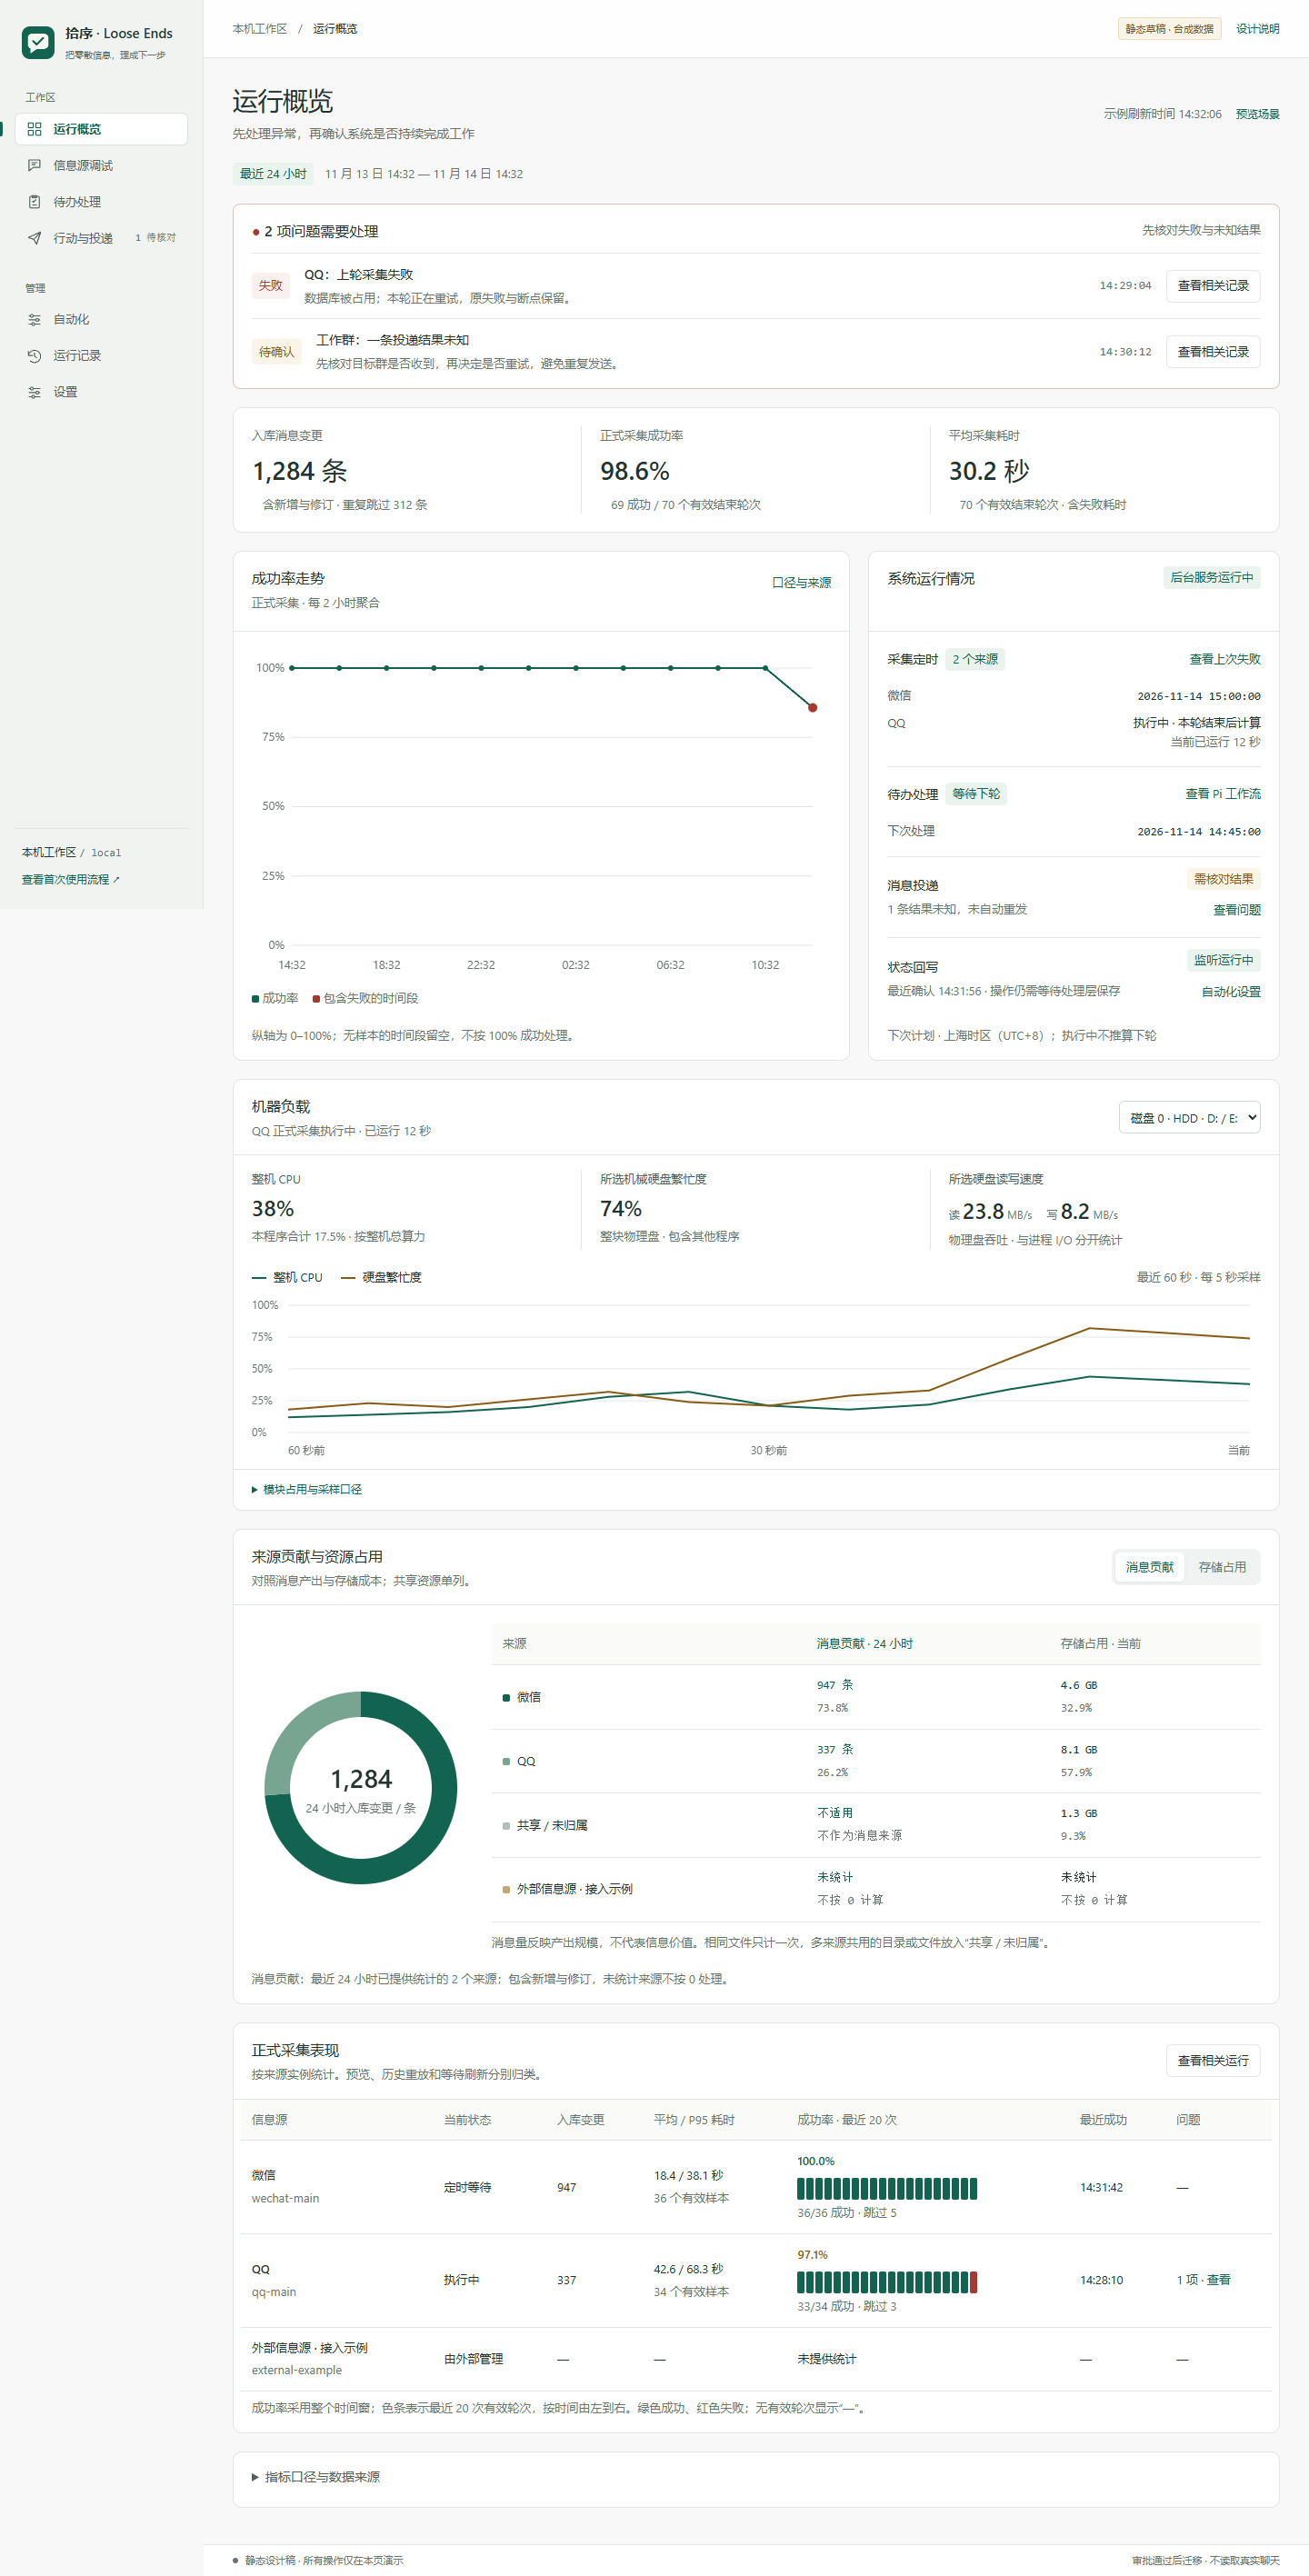 拾序 · Loose Ends
把零散信息，理成下一步
工作区
运行概览
信息源调试
待办处理
行动与投递 1 待核对
管理
自动化
运行记录
设置
本机工作区 / local
查看首次使用流程 ↗
本机工作区 / 运行概览
静态草稿 · 合成数据 设计说明
运行概览
先处理异常，再确认系统是否持续完成工作
示例刷新时间 14:32:06 预览场景
最近 24 小时 11 月 13 日 14:32 — 11 月 14 日 14:32
2 项问题需要处理 先核对失败与未知结果
失败 QQ：上轮采集失败
数据库被占用；本轮正在重试，原失败与断点保留。
14:29:04 查看相关记录
待确认 工作群：一条投递结果未知
先核对目标群是否收到，再决定是否重试，避免重复发送。
14:30:12 查看相关记录
入库消息变更
1,284 条
含新增与修订 · 重复跳过 312 条
正式采集成功率
98.6%
69 成功 / 70 个有效结束轮次
平均采集耗时
30.2 秒
70 个有效结束轮次 · 含失败耗时
成功率走势
正式采集 · 每 2 小时聚合
口径与来源
100%
75%
50%
25%
0%
14:32 18:32 22:32 02:32 06:32 10:32
成功率 包含失败的时间段
纵轴为 0–100%；无样本的时间段留空，不按 100% 成功处理。
系统运行情况 后台服务运行中
采集定时 2 个来源 查看上次失败
微信 2026-11-14 15:00:00
QQ 执行中 · 本轮结束后计算
当前已运行 12 秒
待办处理 等待下轮 查看 Pi 工作流
下次处理 2026-11-14 14:45:00
消息投递 需核对结果
1 条结果未知，未自动重发 查看问题
状态回写 监听运行中
最近确认 14:31:56 · 操作仍需等待处理层保存 自动化设置
下次计划 · 上海时区（UTC+8）；执行中不推算下轮
机器负载
QQ 正式采集执行中 · 已运行 12 秒
磁盘 0 · HDD · D: / E:
整机 CPU
38%
本程序合计 17.5% · 按整机总算力
所选机械硬盘繁忙度
74%
整块物理盘 · 包含其他程序
所选硬盘读写速度
读 23.8 MB/s 写 8.2 MB/s
物理盘吞吐 · 与进程 I/O 分开统计
整机 CPU 硬盘繁忙度 最近 60 秒 · 每 5 秒采样
100%
75%
50%
25%
0%
60 秒前 30 秒前 当前
模块占用与采样口径
来源贡献与资源占用
对照消息产出与存储成本；共享资源单列。
消息贡献 存储占用
1,284
24 小时入库变更 / 条
来源 消息贡献 · 24 小时 存储占用 · 当前
微信 947 条 4.6 GB
73.8% 32.9%
QQ 337 条 8.1 GB
26.2% 57.9%
共享 / 未归属 不适用 1.3 GB
不作为消息来源 9.3%
外部信息源 · 接入示例 未统计 未统计
不按 0 计算 不按 0 计算
消息量反映产出规模，不代表信息价值。相同文件只计一次，多来源共用的目录或文件放入“共享 / 未归属”。
消息贡献：最近 24 小时已提供统计的 2 个来源；包含新增与修订，未统计来源不按 0 处理。
正式采集表现
按来源实例统计。预览、历史重放和等待刷新分别归类。
查看相关运行
信息源 当前状态 入库变更 平均 / P95 耗时 成功率 · 最近 20 次 最近成功 问题
微信
wechat-main
定时等待 947
18.4 / 38.1 秒
36 个有效样本
100.0%
36/36 成功 · 跳过 5
14:31:42 —
QQ
qq-main
执行中 337
42.6 / 68.3 秒
34 个有效样本
97.1%
33/34 成功 · 跳过 3
14:28:10 1 项 · 查看
外部信息源 · 接入示例
external-example
由外部管理 — — 未提供统计 — —
成功率采用整个时间窗；色条表示最近 20 次有效轮次，按时间由左到右。绿色成功、红色失败；无有效轮次显示“—”。
指标口径与数据来源
静态设计稿 · 所有操作仅在本页演示 审批通过后迁移 · 不读取真实聊天